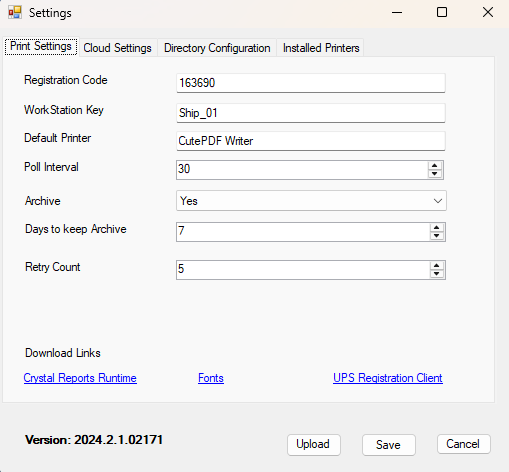 Settings
Print Settings Cloud Settings Directory Configuration Installed Printers
Registration Code 163690
WorkStation Key Ship_01
Default Printer CutePDF Writer
Poll Interval 30
Archive Yes
Days to keep Archive 7
Retry Count 5
Download Links
Crystal Reports Runtime Fonts UPS Registration Client
Version: 2024.2.1.02171 Upload Save Cancel